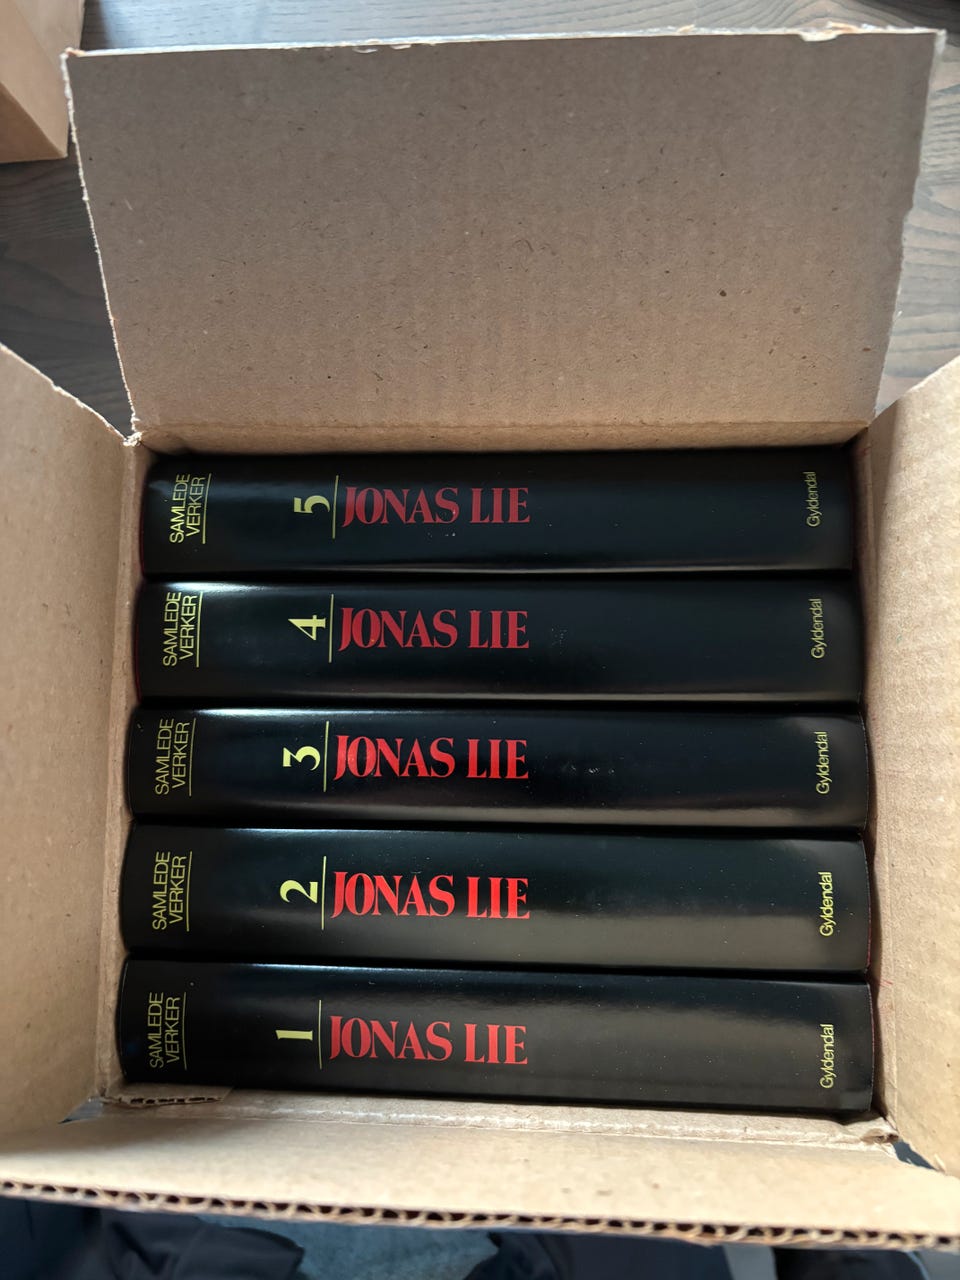 SAMLEDE
VERKER
5
JONAS LIE
Gyldendal
SAMLEDE
VERKER
4
JONAS LIE
Gyldendal
SAMLEDE
VERKER
3
JONAS LIE
Gyldendal
SAMLEDE
VERKER
2
JONAS LIE
Gyldendal
SAMLEDE
VERKER
1
JONAS LIE
Gyldendal